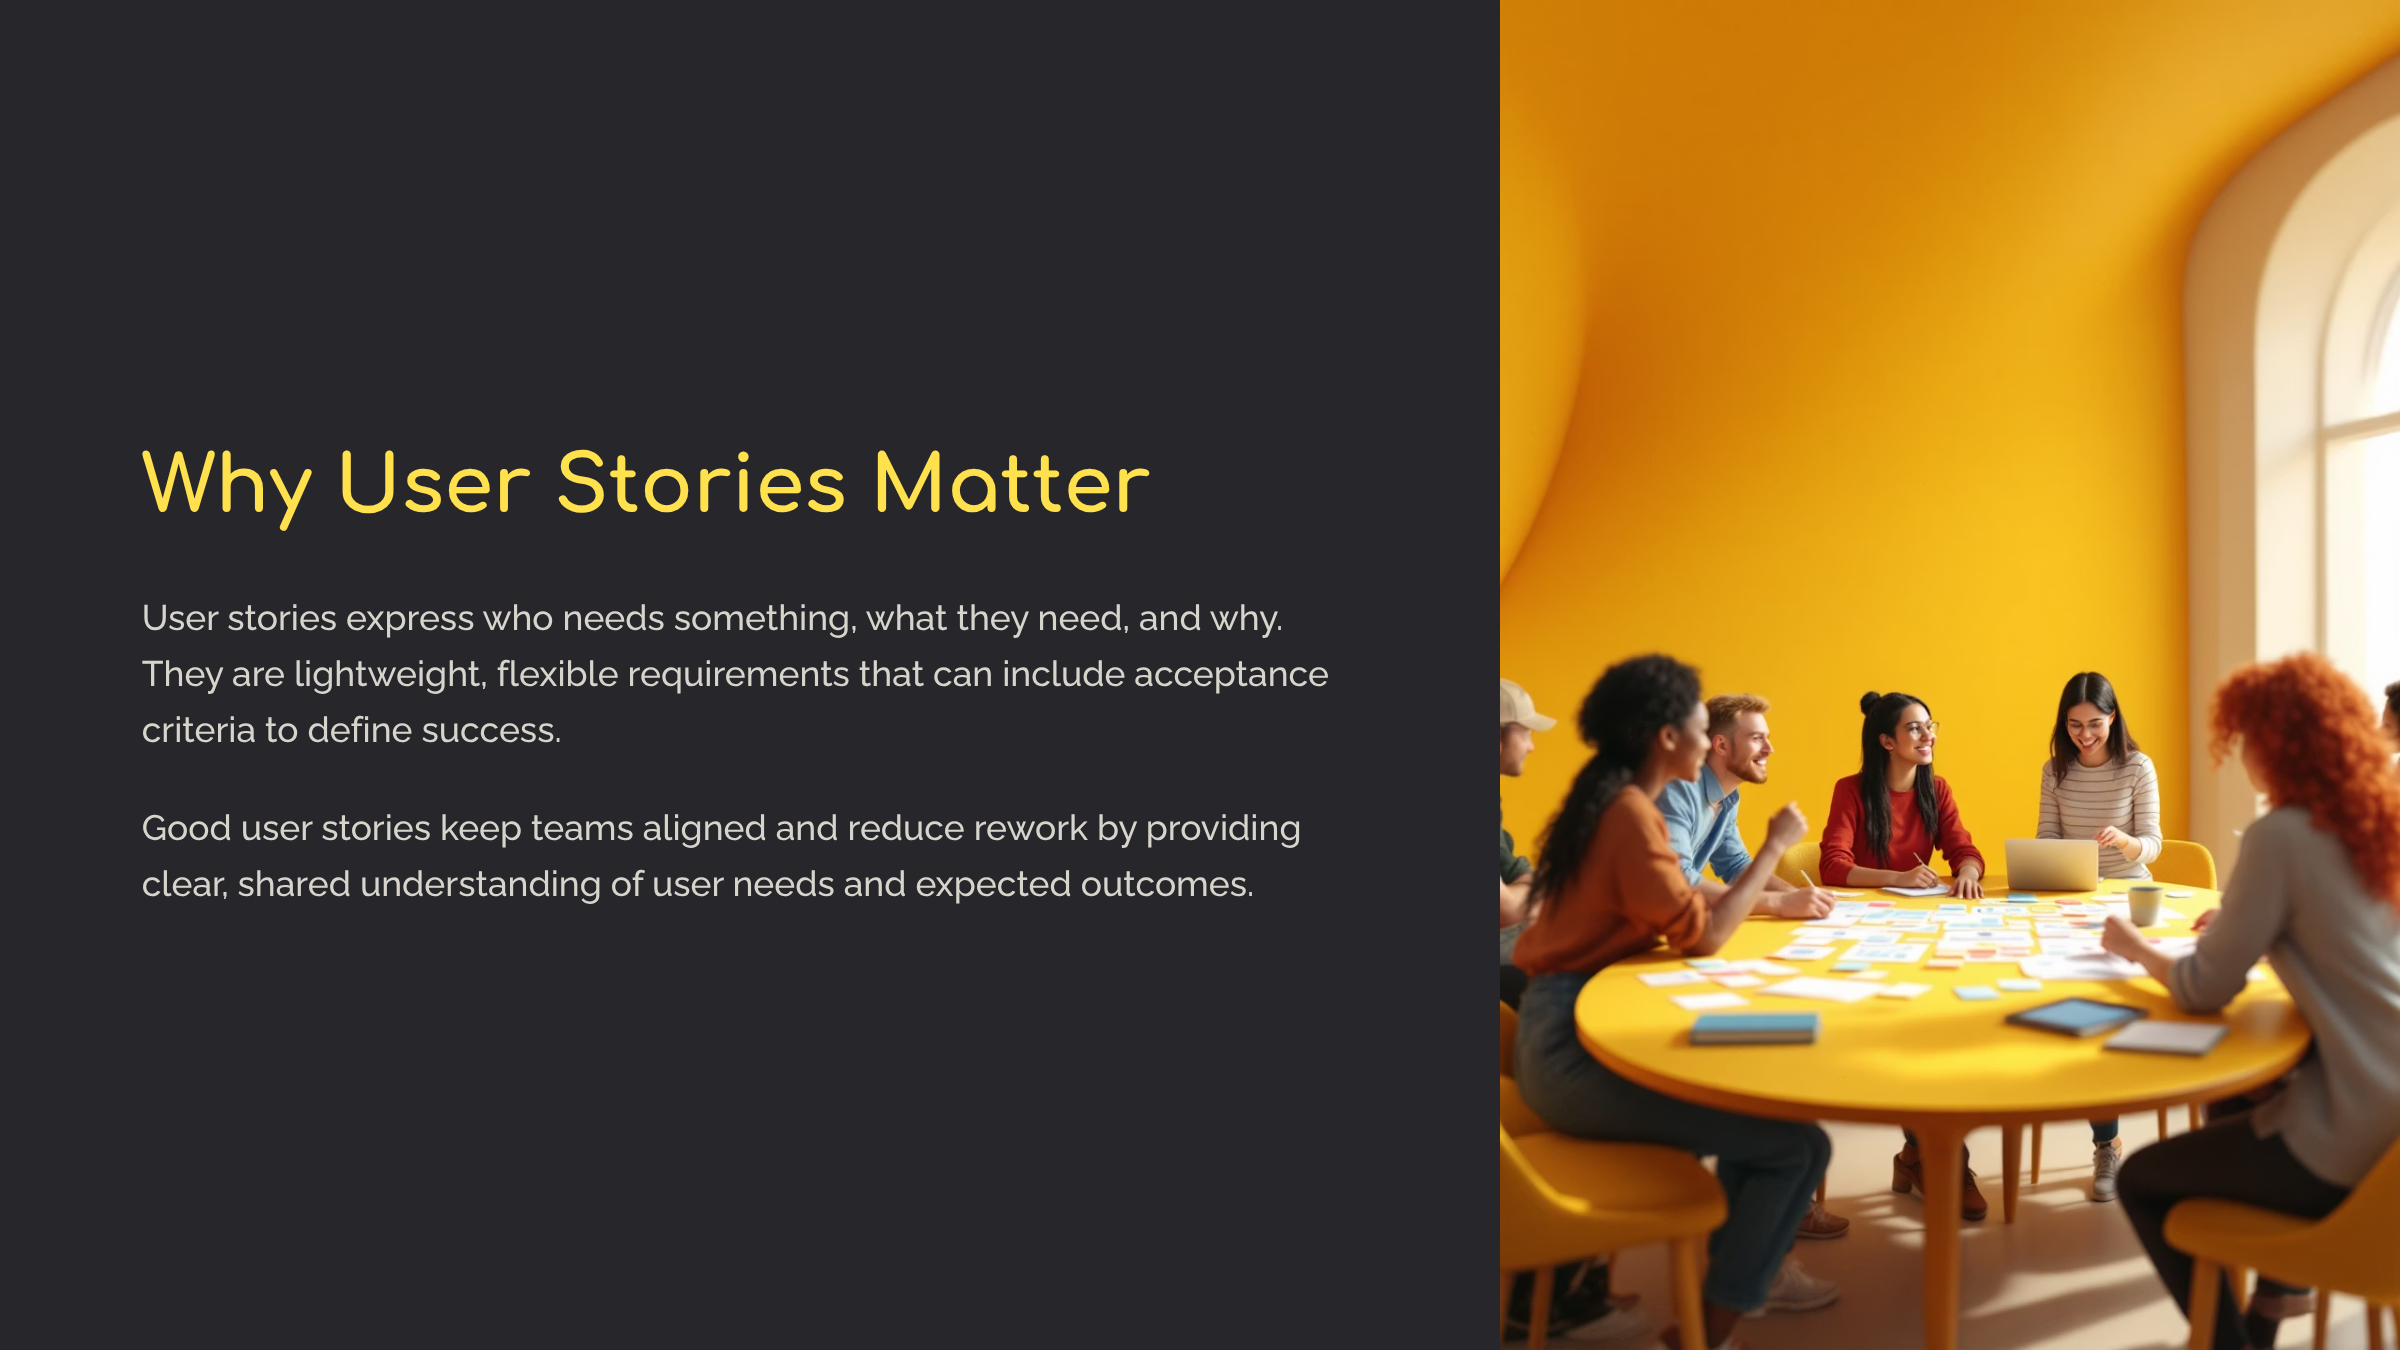 Why User Stories Matter
User stories express who needs something, what they need, and why.
They are lightweight, flexible requirements that can include acceptance
criteria to define success.
Good user stories keep teams aligned and reduce rework by providing
clear, shared understanding of user needs and expected outcomes.